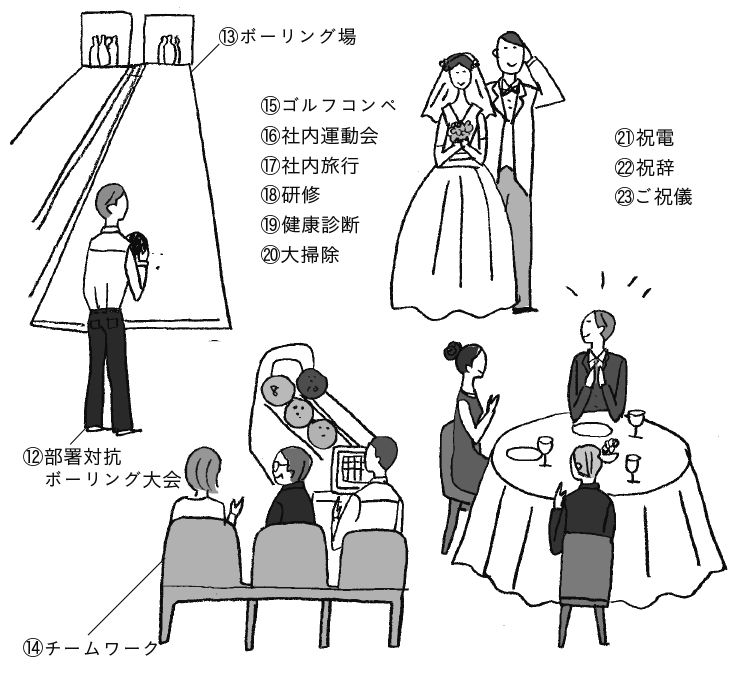 ⑬ボーリング場
⑮ゴルフコンペ
⑯社内運動会
⑰社内旅行
⑱研修
⑲健康診断
⑳大掃除
㉑祝電
㉒祝辞
㉓ご祝儀
⑫部署対抗
ボーリング大会
⑭チームワーク